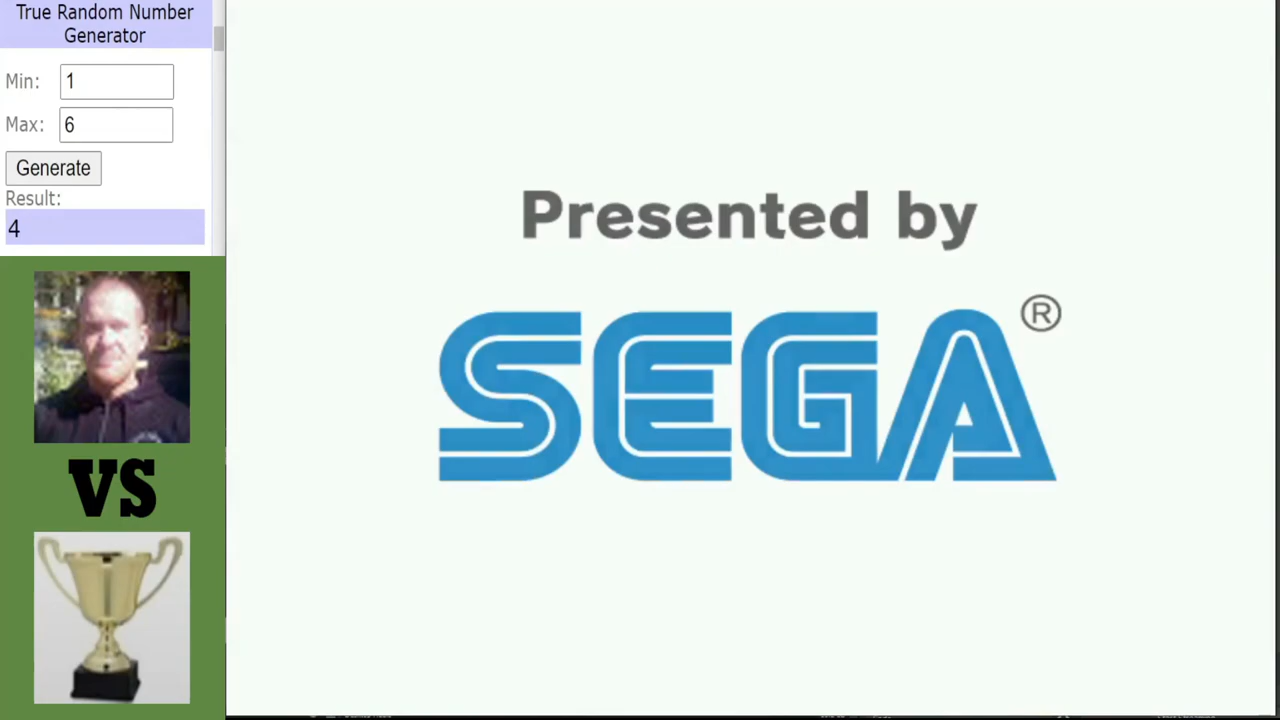 True Random Number
Generator
Min: 1
Max: 6
Generate
Result:
4
VS
Presented by
SEGA®